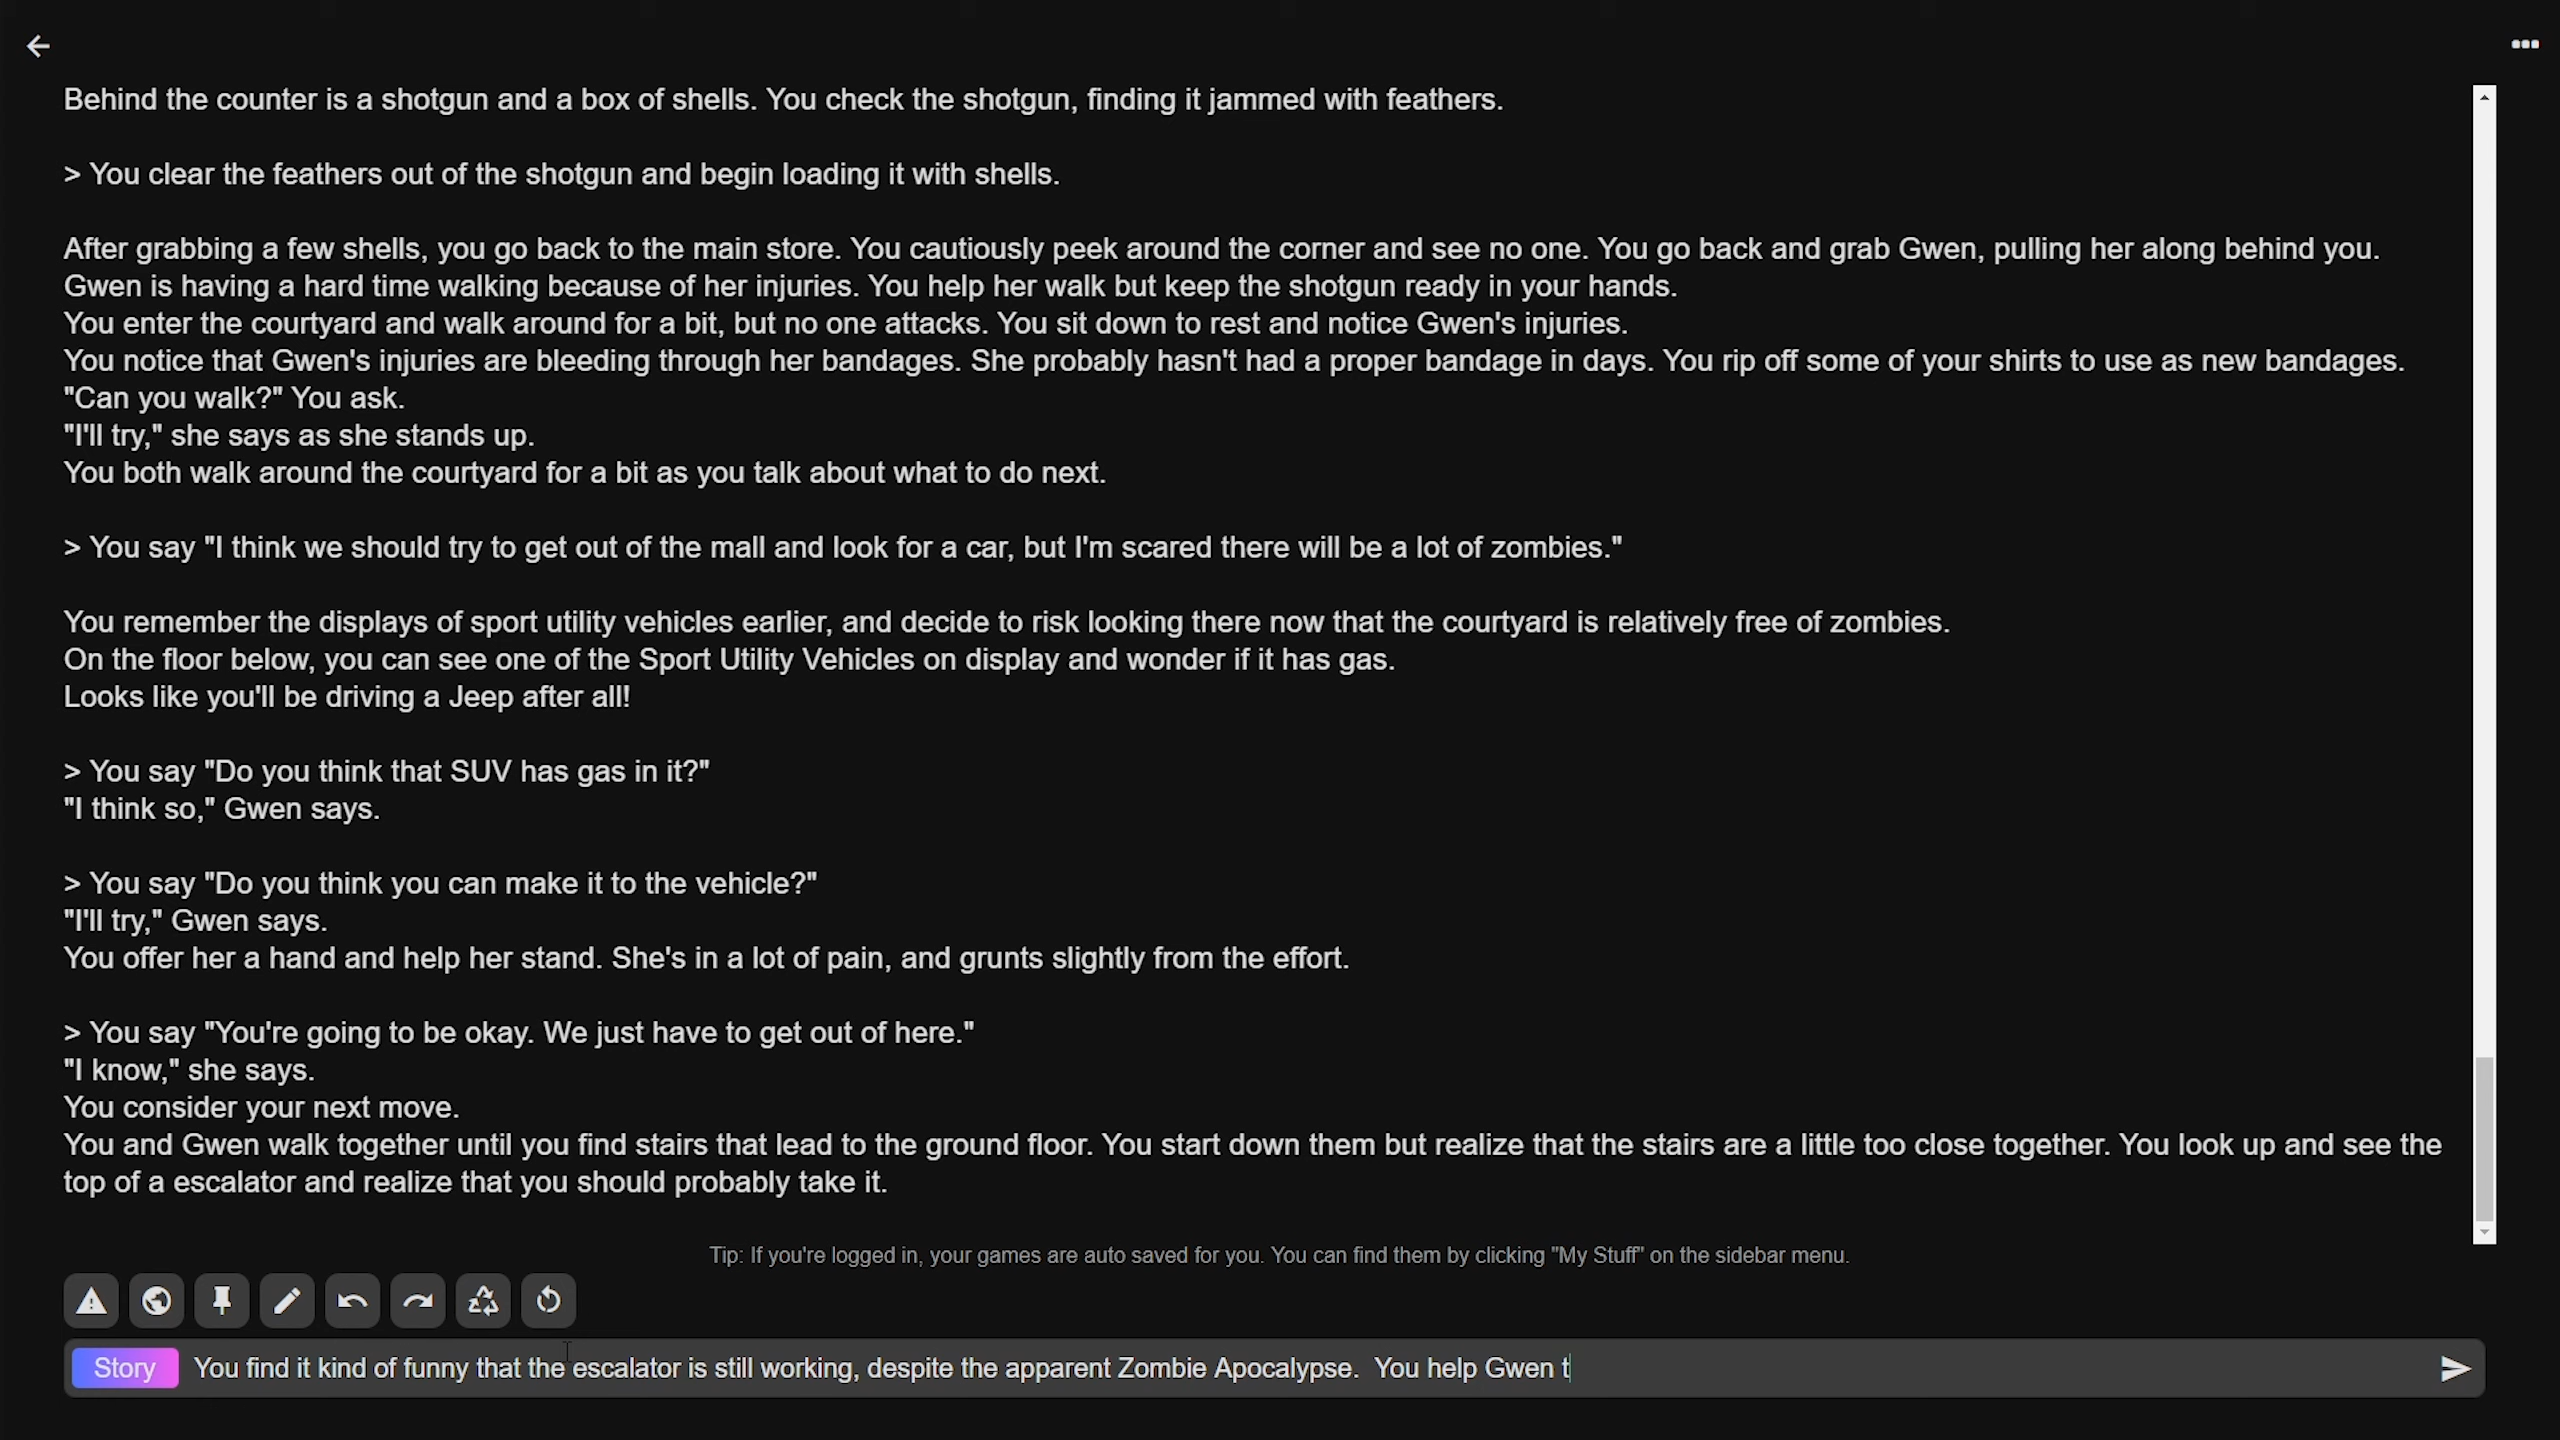 Behind the counter is a shotgun and a box of shells. You check the shotgun, finding it jammed with feathers.
> You clear the feathers out of the shotgun and begin loading it with shells.
After grabbing a few shells, you go back to the main store. You cautiously peek around the corner and see no one. You go back and grab Gwen, pulling her along behind you.
Gwen is having a hard time walking because of her injuries. You help her walk but keep the shotgun ready in your hands.
You enter the courtyard and walk around for a bit, but no one attacks. You sit down to rest and notice Gwen's injuries.
You notice that Gwen's injuries are bleeding through her bandages. She probably hasn't had a proper bandage in days. You rip off some of your shirts to use as new bandages.
"Can you walk?" You ask.
"I'll try," she says as she stands up.
You both walk around the courtyard for a bit as you talk about what to do next.
> You say "I think we should try to get out of the mall and look for a car, but I'm scared there will be a lot of zombies."
You remember the displays of sport utility vehicles earlier, and decide to risk looking there now that the courtyard is relatively free of zombies.
On the floor below, you can see one of the Sport Utility Vehicles on display and wonder if it has gas.
Looks like you'll be driving a Jeep after all!
> You say "Do you think that SUV has gas in it?"
"I think so," Gwen says.
> You say "Do you think you can make it to the vehicle?"
"I'll try," Gwen says.
You offer her a hand and help her stand. She's in a lot of pain, and grunts slightly from the effort.
> You say "You're going to be okay. We just have to get out of here."
"I know," she says.
You consider your next move.
You and Gwen walk together until you find stairs that lead to the ground floor. You start down them but realize that the stairs are a little too close together. You look up and see the
top of a escalator and realize that you should probably take it.
Tip: If you're logged in, your games are auto saved for you. You can find them by clicking "My Stuff" on the sidebar menu.
Story You find it kind of funny that the escalator is still working, despite the apparent Zombie Apocalypse.  You help Gwen t